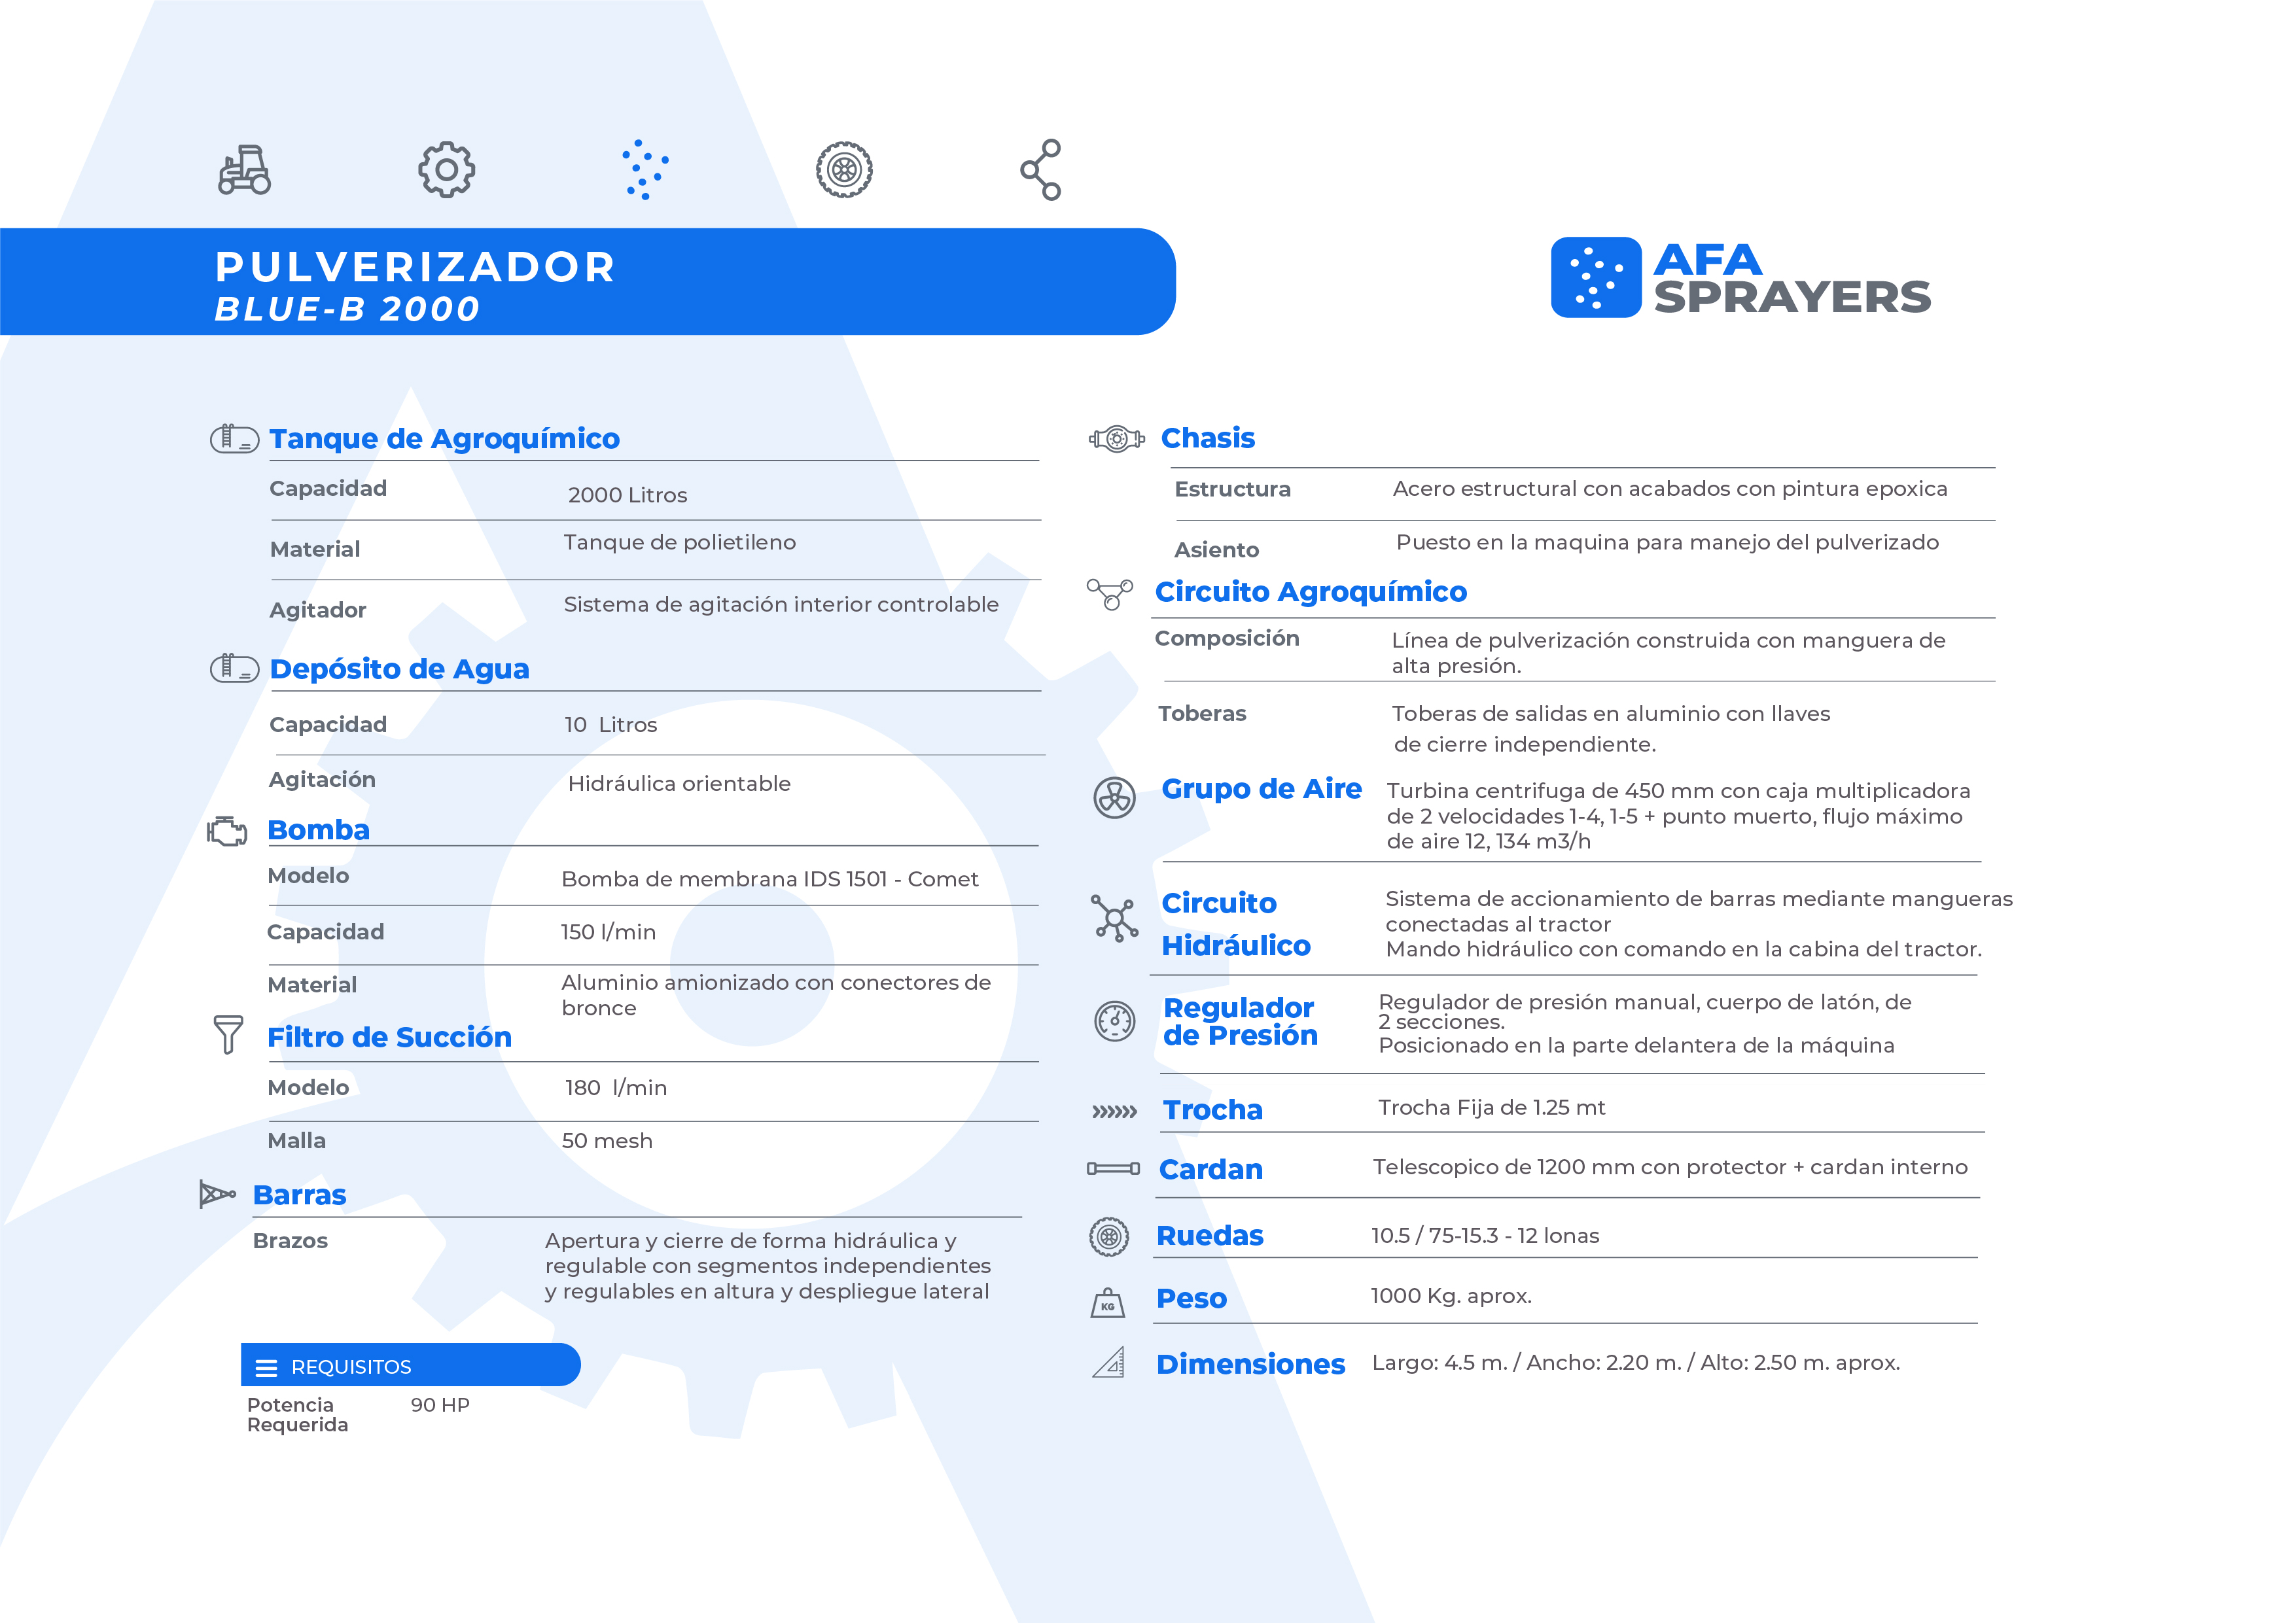 PULVERIZADOR
BLUE-B 2000
AFA
SPRAYERS
Tanque de Agroquímico
Capacidad 2000 Litros
Material Tanque de polietileno
Agitador Sistema de agitación interior controlable
Depósito de Agua
Capacidad 10 Litros
Agitación Hidráulica orientable
Bomba
Modelo Bomba de membrana IDS 1501 - Comet
Capacidad 150 l/min
Material Aluminio amionizado con conectores de
bronce
Filtro de Succión
Modelo 180 l/min
Malla 50 mesh
Barras
Brazos Apertura y cierre de forma hidráulica y
regulable con segmentos independientes
y regulables en altura y despliegue lateral
REQUISITOS
Potencia 90 HP
Requerida
Chasis
Estructura Acero estructural con acabados con pintura epoxica
Asiento Puesto en la maquina para manejo del pulverizado
Circuito Agroquímico
Composición Línea de pulverización construida con manguera de
alta presión.
Toberas Toberas de salidas en aluminio con llaves
de cierre independiente.
Grupo de Aire Turbina centrifuga de 450 mm con caja multiplicadora
de 2 velocidades 1-4, 1-5 + punto muerto, flujo máximo
de aire 12, 134 m3/h
Circuito Sistema de accionamiento de barras mediante mangueras
conectadas al tractor
Hidráulico Mando hidráulico con comando en la cabina del tractor.
Regulador Regulador de presión manual, cuerpo de latón, de
2 secciones.
de Presión Posicionado en la parte delantera de la máquina
Trocha Trocha Fija de 1.25 mt
Cardan Telescopico de 1200 mm con protector + cardan interno
Ruedas 10.5 / 75-15.3 - 12 lonas
KG
Peso 1000 Kg. aprox.
Dimensiones Largo: 4.5 m. / Ancho: 2.20 m. / Alto: 2.50 m. aprox.